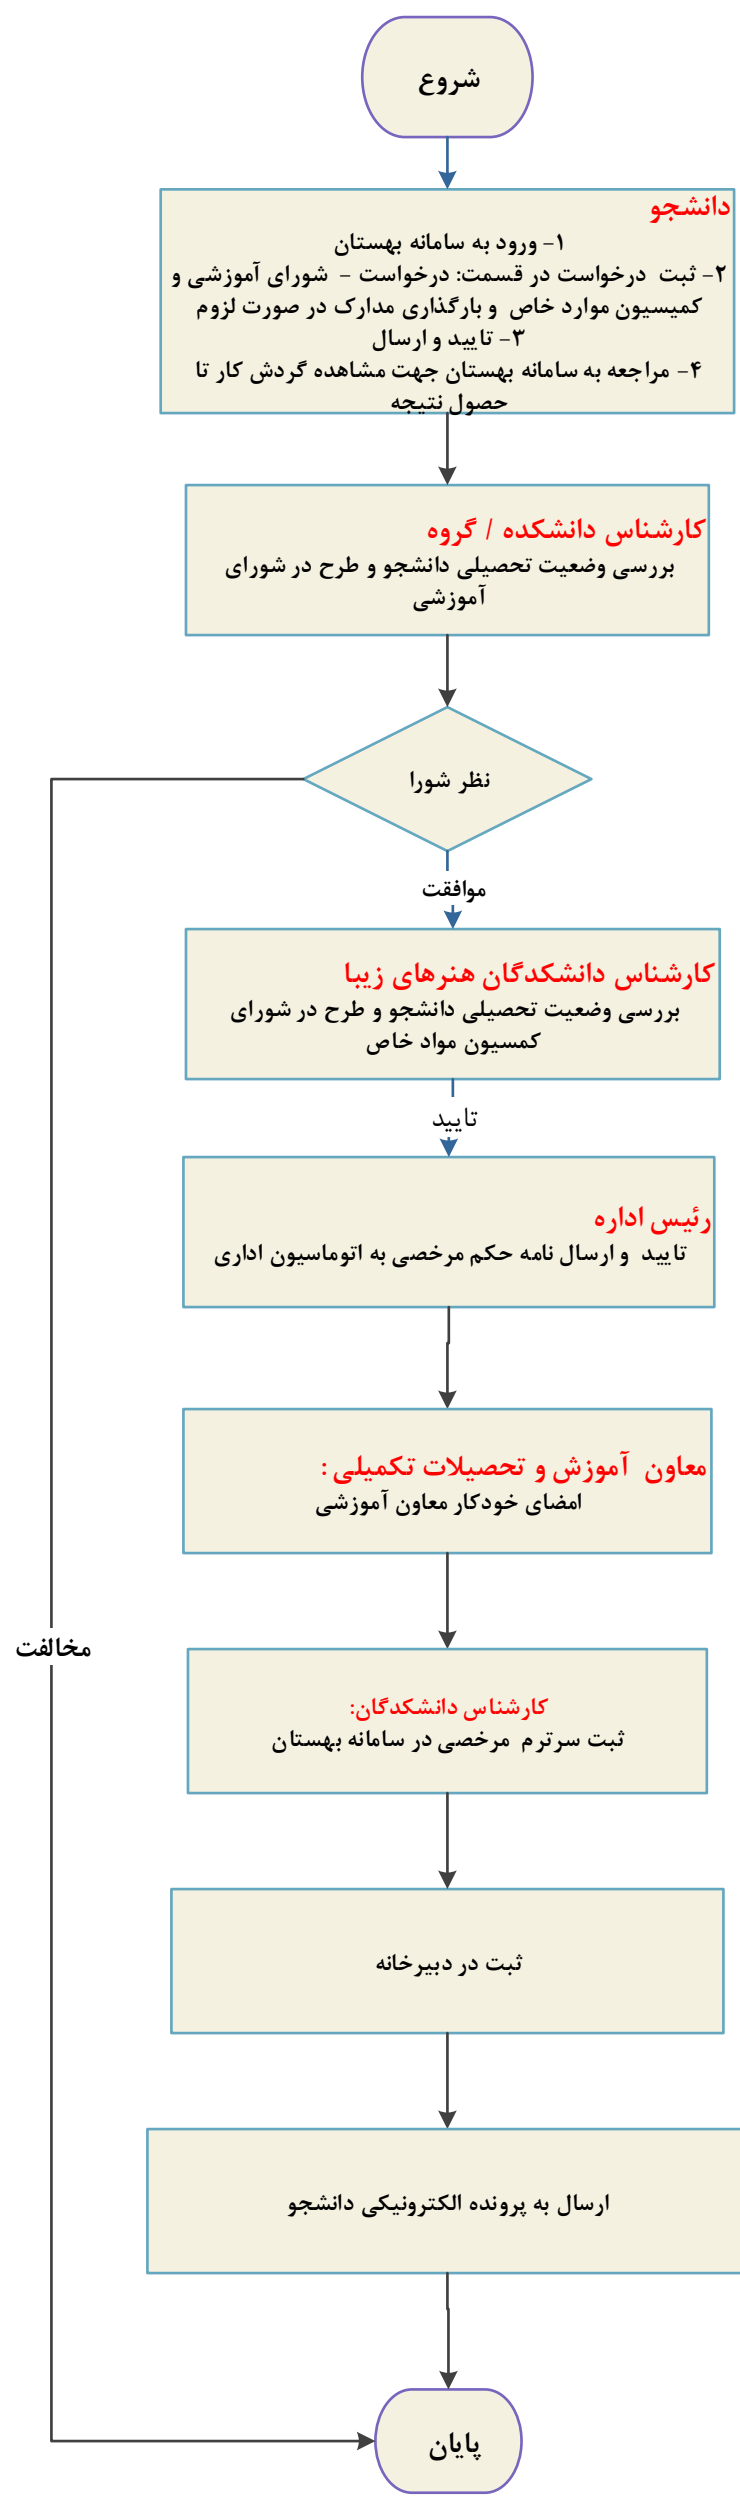 شروع
دانشجو
۱- ورود به سامانه بهستان
۲- ثبت درخواست در قسمت: درخواست - شورای آموزشی و
کمیسیون موارد خاص و بارگذاری مدارک در صورت لزوم
۳- تایید و ارسال
۴- مراجعه به سامانه بهستان جهت مشاهده گردش کار تا
حصول نتیجه
کارشناس دانشکده / گروه
بررسی وضعیت تحصیلی دانشجو و طرح در شورای
آموزشی
نظر شورا
موافقت
کارشناس دانشکدگان هنرهای زیبا
بررسی وضعیت تحصیلی دانشجو و طرح در شورای
کمسیون مواد خاص
تایید
رئیس اداره
تایید و ارسال نامه حکم مرخصی به اتوماسیون اداری
معاون آموزش و تحصیلات تکمیلی :
امضای خودکار معاون آموزشی
مخالفت
کارشناس دانشکدگان:
ثبت سرترم مرخصی در سامانه بهستان
ثبت در دبیرخانه
ارسال به پرونده الکترونیکی دانشجو
پایان